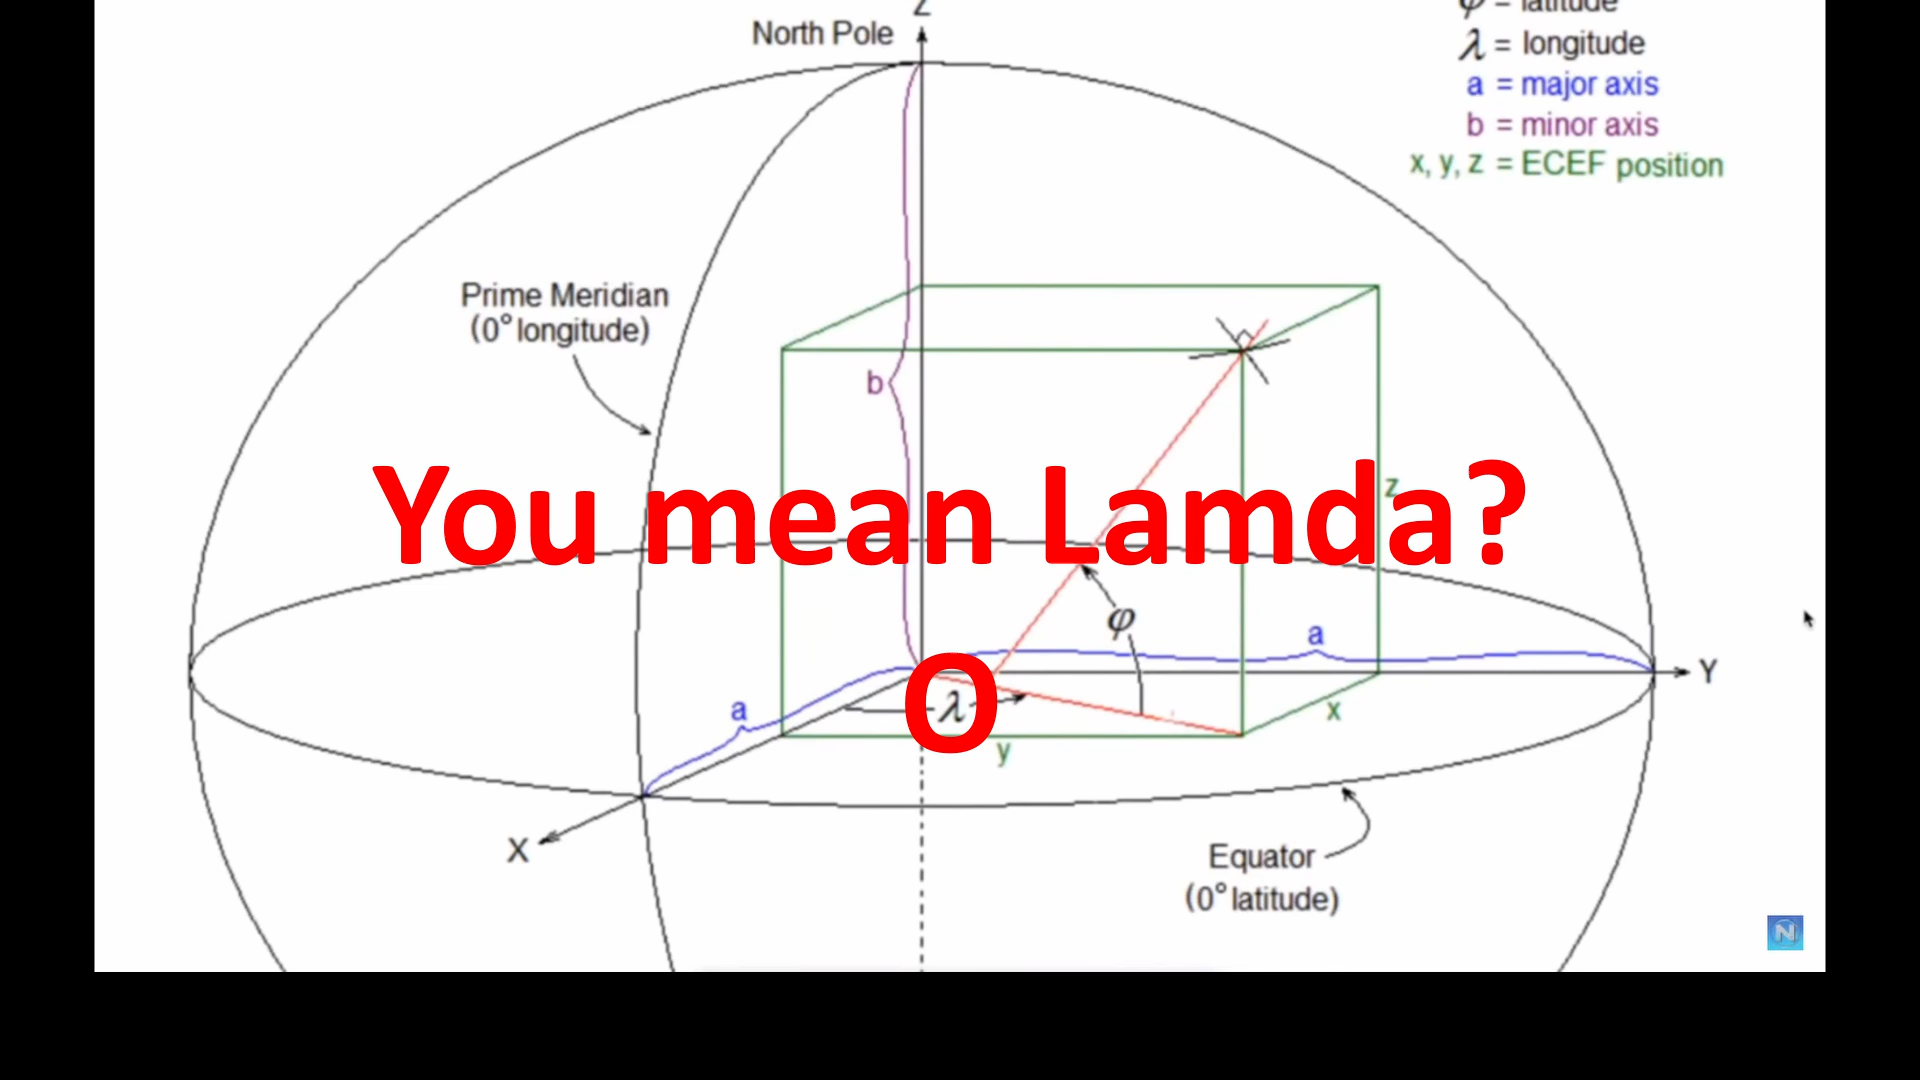 Z
North Pole
φ = latitude
λ = longitude
a = major axis
b = minor axis
x, y, z = ECEF position
Prime Meridian
(0° longitude)
b
You mean Lamda?
z
φ
a
Y
O
λ
a
x
y
X
Equator
(0° latitude)
N